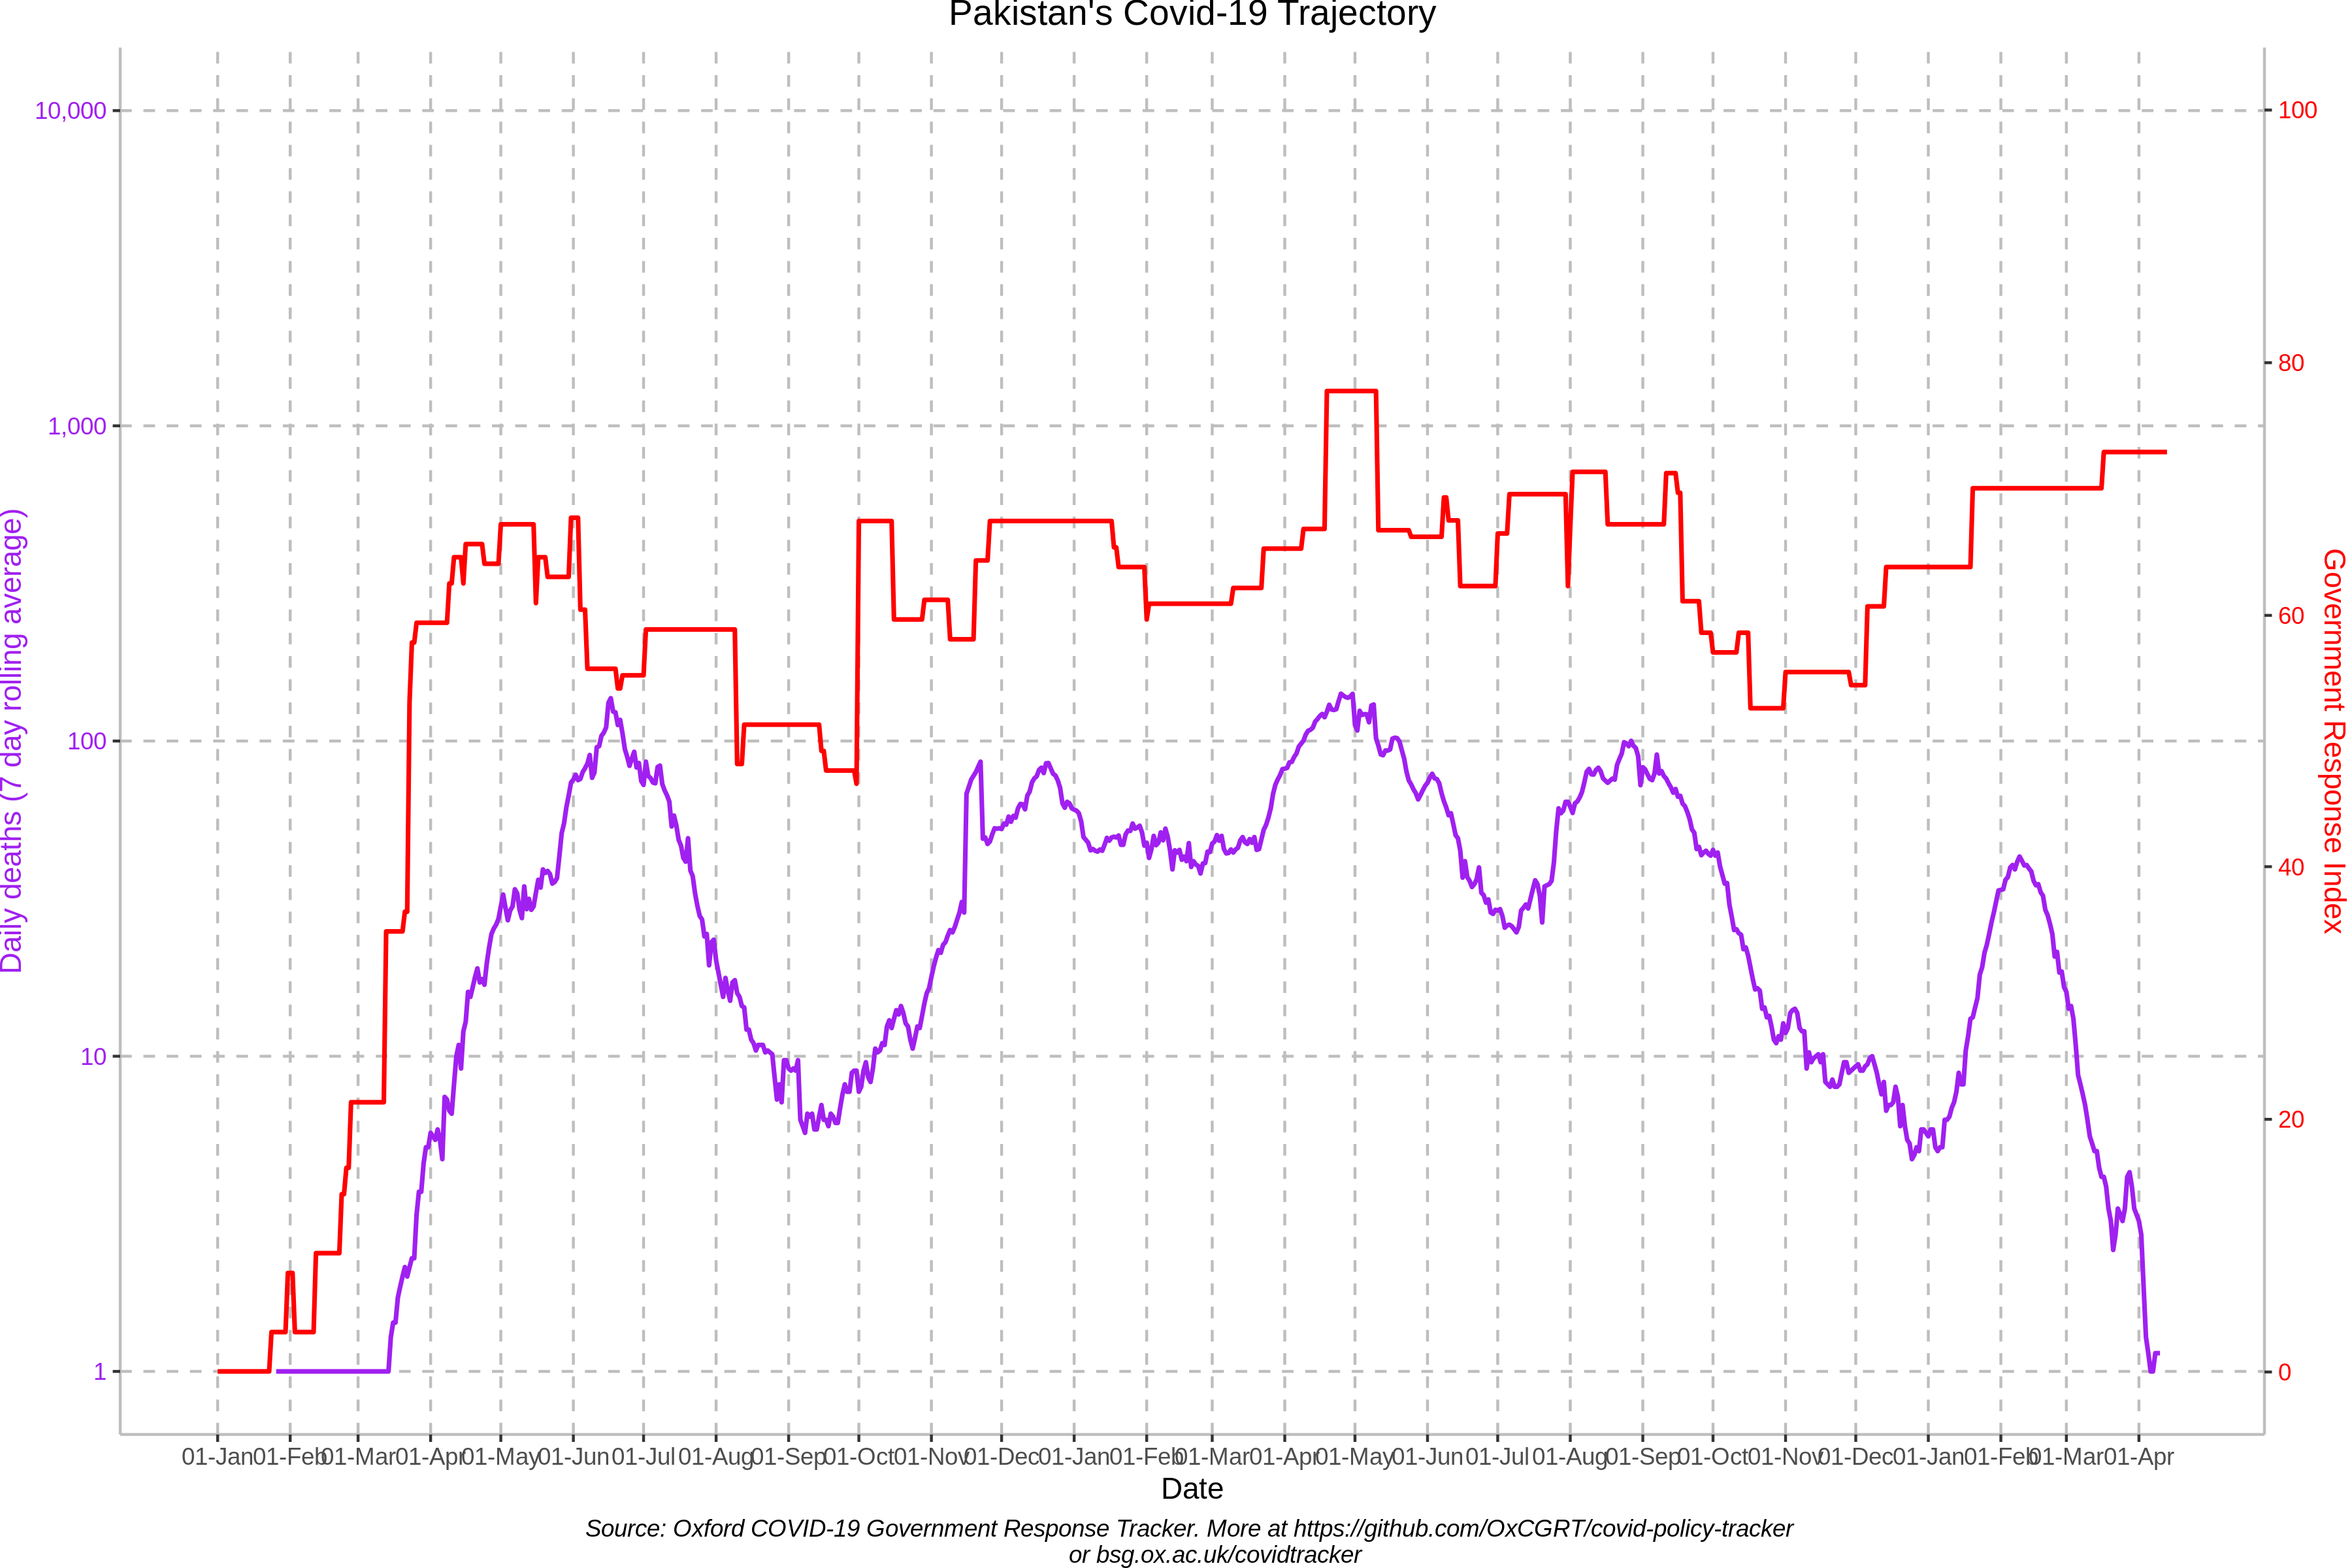 Pakistan's Covid-19 Trajectory
10,000
1,000
100
10
1
Daily deaths (7 day rolling average)
100
80
60
40
20
0
Government Response Index
01-Jan 01-Feb 01-Mar 01-Apr 01-May 01-Jun 01-Jul 01-Aug 01-Sep 01-Oct 01-Nov 01-Dec 01-Jan 01-Feb 01-Mar 01-Apr 01-May 01-Jun 01-Jul 01-Aug 01-Sep 01-Oct 01-Nov 01-Dec 01-Jan 01-Feb 01-Mar 01-Apr
Date
Source: Oxford COVID-19 Government Response Tracker. More at https://github.com/OxCGRT/covid-policy-tracker
or bsg.ox.ac.uk/covidtracker